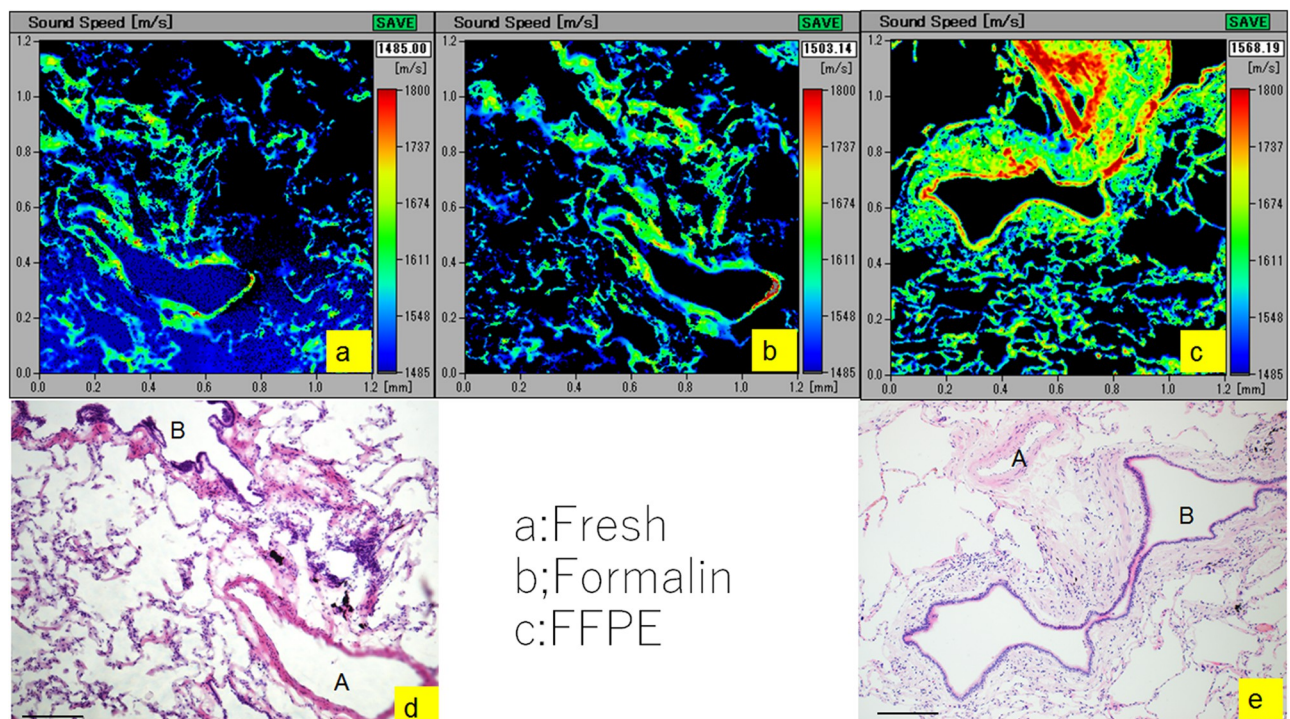 Sound Speed [m/s] SAVE
1485.00
[m/s]
1.2
1.0
0.8
0.6
0.4
0.2
0.0
0.0 0.2 0.4 0.6 0.8 1.0 1.2 [mm]
1800
1737
1674
1611
1548
1485
a
Sound Speed [m/s] SAVE
1503.14
[m/s]
1.2
1.0
0.8
0.6
0.4
0.2
0.0
0.0 0.2 0.4 0.6 0.8 1.0 1.2 [mm]
1800
1737
1674
1611
1548
1485
b
Sound Speed [m/s] SAVE
1568.19
[m/s]
1.2
1.0
0.8
0.6
0.4
0.2
0.0
0.0 0.2 0.4 0.6 0.8 1.0 1.2 [mm]
1800
1737
1674
1611
1548
1485
c
B
A
d
a:Fresh
b;Formalin
c:FFPE
A
B
e